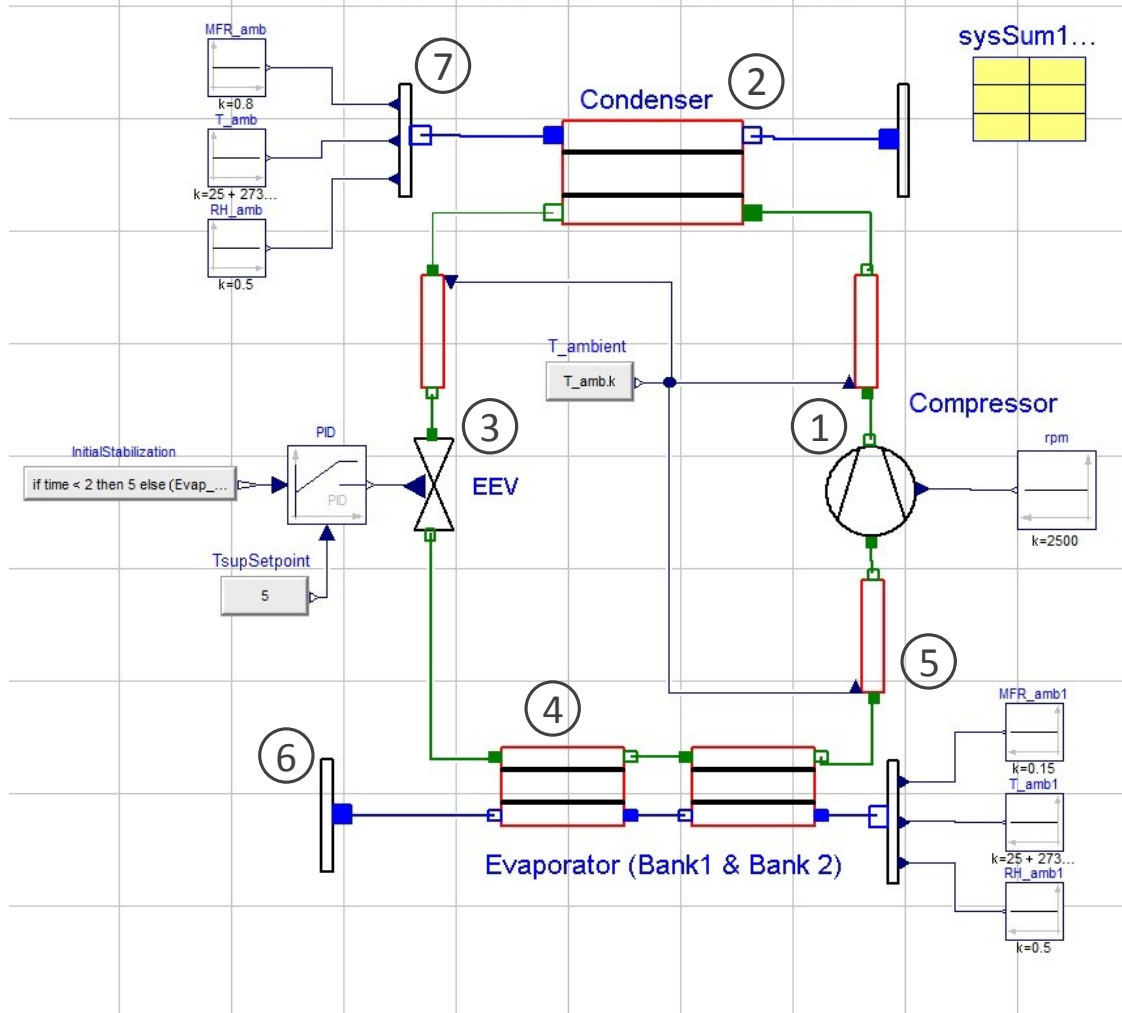 MFR_amb
k=0.8
T_amb
k=25 + 273...
RH_amb
k=0.5
7
Condenser
2
sysSum1...
T_ambient
T_amb.k
3
EEV
1
Compressor
rpm
k=2500
InitialStabilization
if time < 2 then 5 else (Evap_...
PID
PID
TsupSetpoint
5
5
4
6
Evaporator (Bank1 & Bank 2)
MFR_amb1
k=0.15
T_amb1
k=25 + 273...
RH_amb1
k=0.5